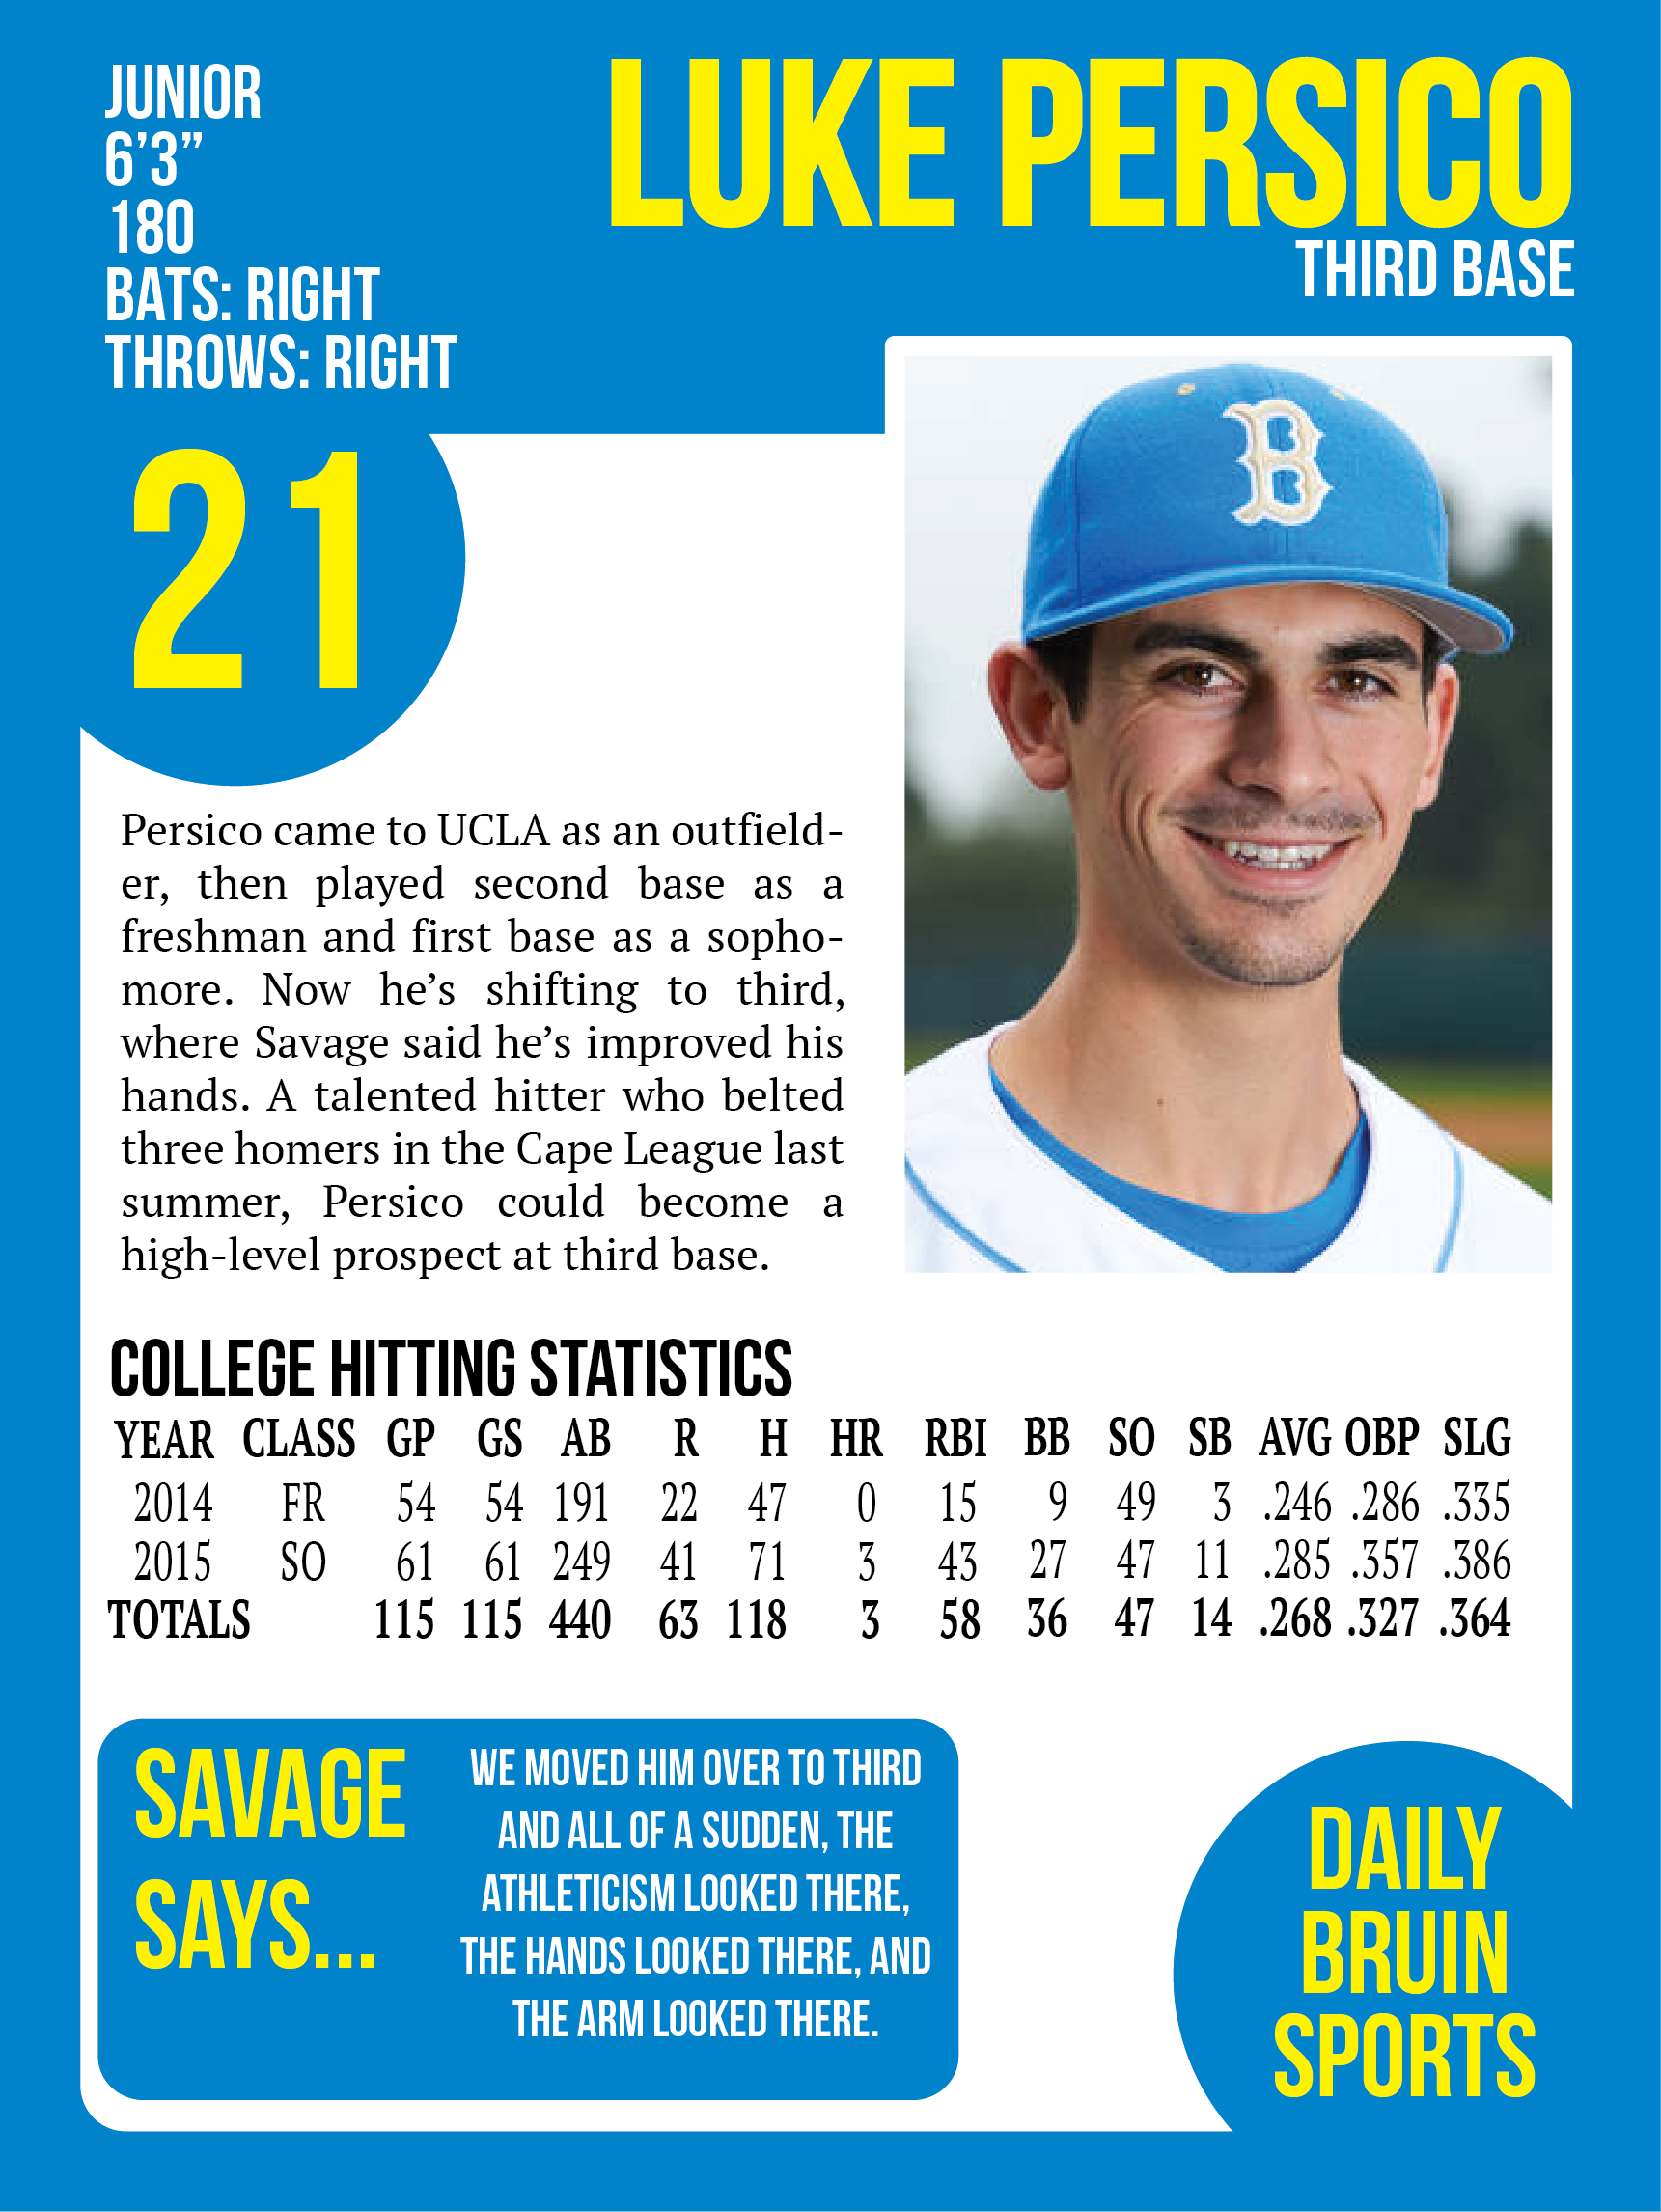 JUNIOR
6’3”
180
BATS: RIGHT
THROWS: RIGHT
LUKE PERSICO
THIRD BASE
21
B
Persico came to UCLA as an outfield-
er, then played second base as a
freshman and first base as a sopho-
more. Now he’s shifting to third,
where Savage said he’s improved his
hands. A talented hitter who belted
three homers in the Cape League last
summer, Persico could become a
high-level prospect at third base.
COLLEGE HITTING STATISTICS
YEAR CLASS GP GS AB R H HR RBI BB SO SB AVG OBP SLG
2014 FR 54 54 191 22 47 0 15 9 49 3 .246 .286 .335
2015 SO 61 61 249 41 71 3 43 27 47 11 .285 .357 .386
TOTALS 115 115 440 63 118 3 58 36 47 14 .268 .327 .364
SAVAGE
SAYS...
WE MOVED HIM OVER TO THIRD
AND ALL OF A SUDDEN, THE
ATHLETICISM LOOKED THERE,
THE HANDS LOOKED THERE, AND
THE ARM LOOKED THERE.
DAILY
BRUIN
SPORTS